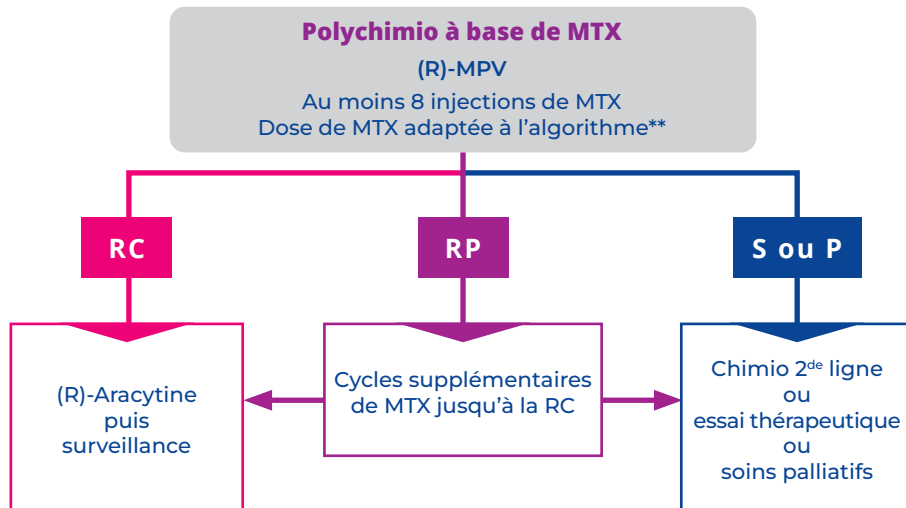 Polychimio à base de MTX
(R)-MPV
Au moins 8 injections de MTX
Dose de MTX adaptée à l'algorithme**
RC
RP
S ou P
(R)-Aracytine
puis
surveillance
Cycles supplémentaires
de MTX jusqu'à la RC
Chimio 2de ligne
ou
essai thérapeutique
ou
soins palliatifs